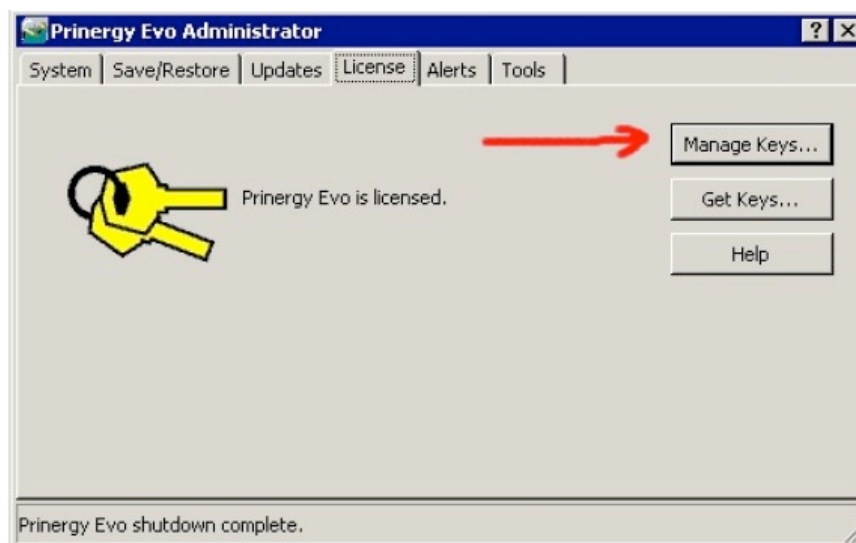 Prinergy Evo Administrator
System Save/Restore Updates License Alerts Tools
Manage Keys...
Prinergy Evo is licensed.
Get Keys...
Help
Prinergy Evo shutdown complete.